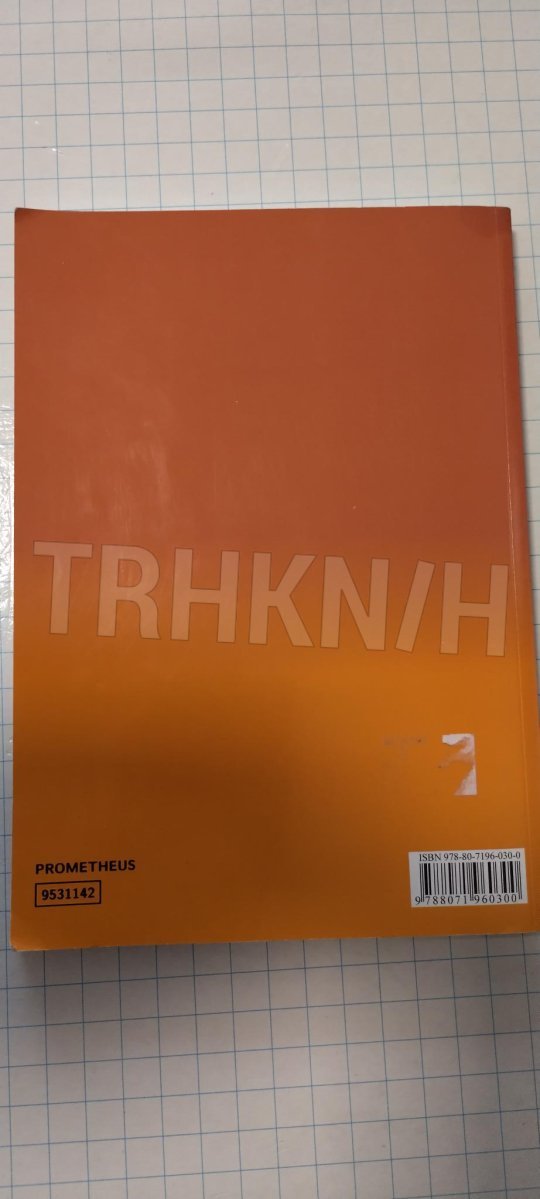 TRHKN/H
PROMETHEUS
9531142
ISBN 978-80-7196-030-0
9 788071 960300